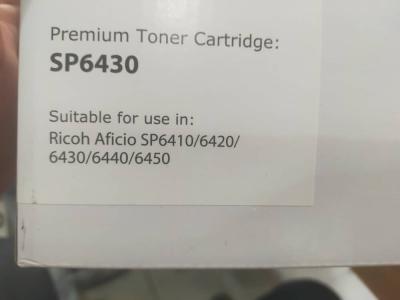 Premium Toner Cartridge:
SP6430
Suitable for use in:
Ricoh Aficio SP6410/6420/
6430/6440/6450